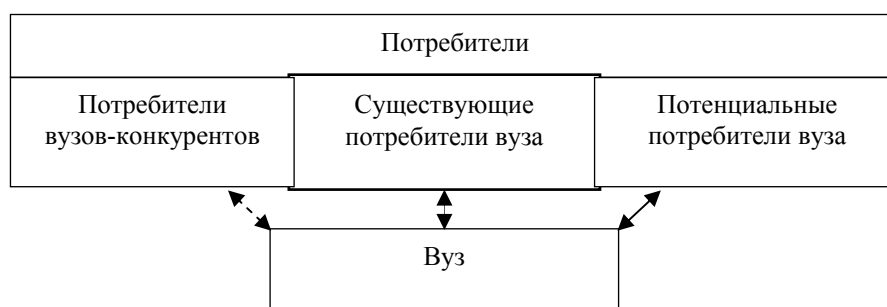 Потребители
Потребители
вузов-конкурентов
Существующие
потребители вуза
Потенциальные
потребители вуза
Вуз